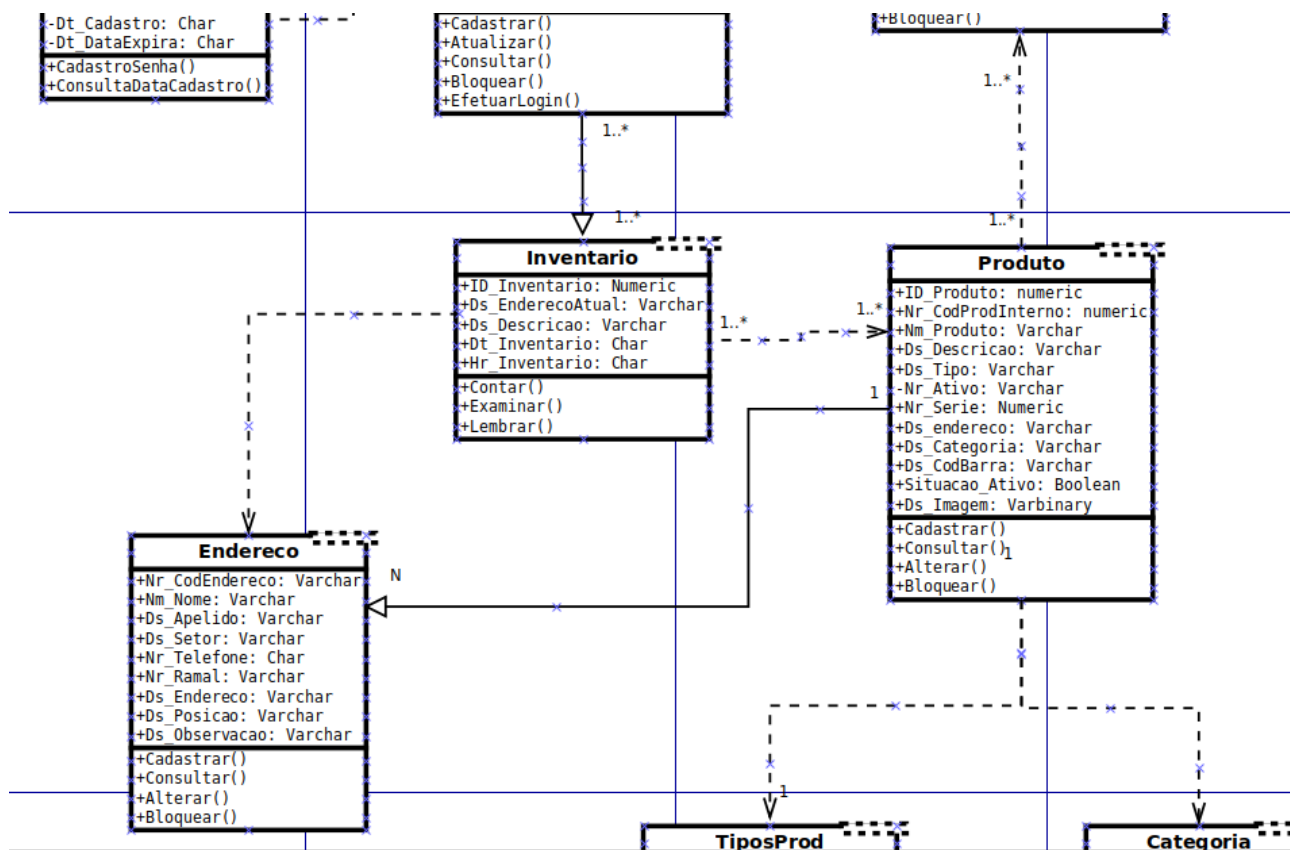 -Dt_Cadastro: Char
-Dt_DataExpira: Char
+CadastroSenha()
+ConsultaDataCadastro()
+Cadastrar()
+Atualizar()
+Consultar()
+Bloquear()
+EfetuarLogin()
+Bloquear()
1..*
1..*
1..*
1..*
Inventario
+ID_Inventario: Numeric
+Ds_EnderecoAtual: Varchar
+Ds_Descricao: Varchar
+Dt_Inventario: Char
+Hr_Inventario: Char
+Contar()
+Examinar()
+Lembrar()
1..*
1..*
1
Produto
+ID_Produto: numeric
+Nr_CodProdInterno: numeric
+Nm_Produto: Varchar
+Ds_Descricao: Varchar
+Ds_Tipo: Varchar
-Nr_Ativo: Varchar
+Nr_Serie: Numeric
+Ds_endereco: Varchar
+Ds_Categoria: Varchar
+Ds_CodBarra: Varchar
+Situacao_Ativo: Boolean
+Ds_Imagem: Varbinary
+Cadastrar()
+Consultar()
1
+Alterar()
+Bloquear()
Endereco
N
+Nr_CodEndereco: Varchar
+Nm_Nome: Varchar
+Ds_Apelido: Varchar
+Ds_Setor: Varchar
+Nr_Telefone: Char
+Nr_Ramal: Varchar
+Ds_Endereco: Varchar
+Ds_Posicao: Varchar
+Ds_Observacao: Varchar
+Cadastrar()
+Consultar()
+Alterar()
+Bloquear()
1
TiposProd
Categoria